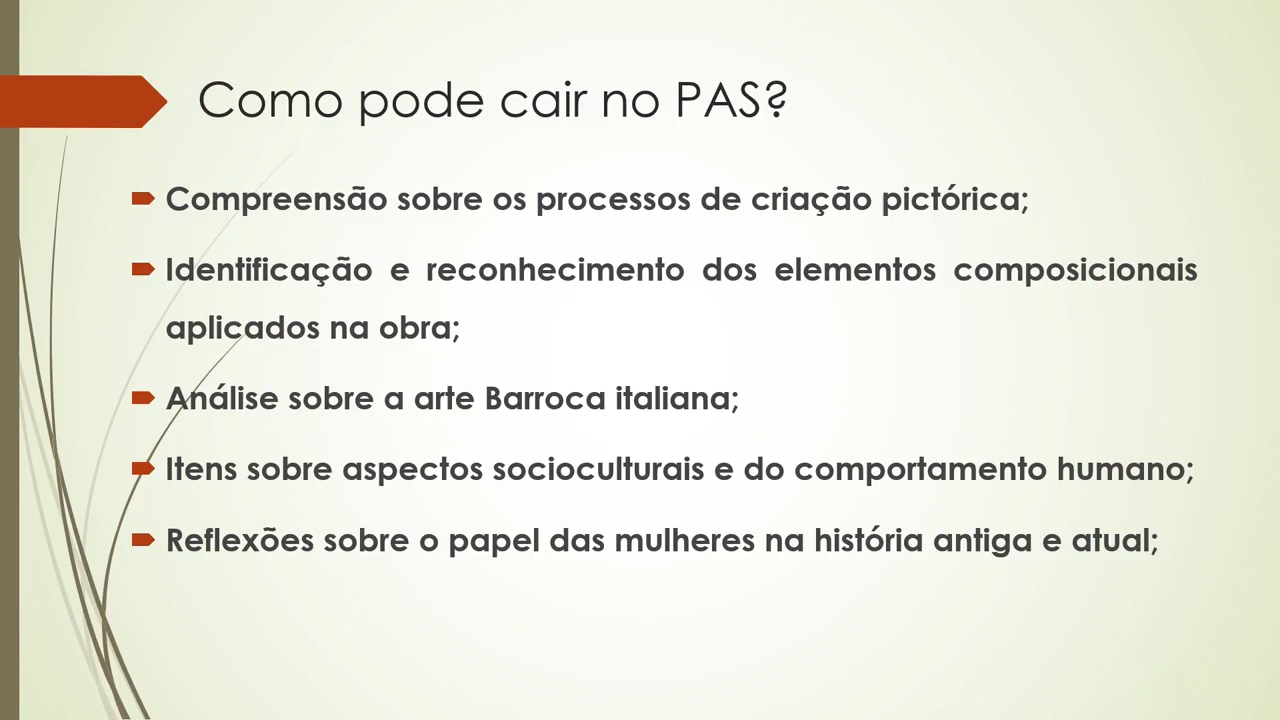 Como pode cair no PAS?
Compreensão sobre os processos de criação pictórica;
Identificação e reconhecimento dos elementos composicionais
aplicados na obra;
Análise sobre a arte Barroca italiana;
Itens sobre aspectos socioculturais e do comportamento humano;
Reflexões sobre o papel das mulheres na história antiga e atual;